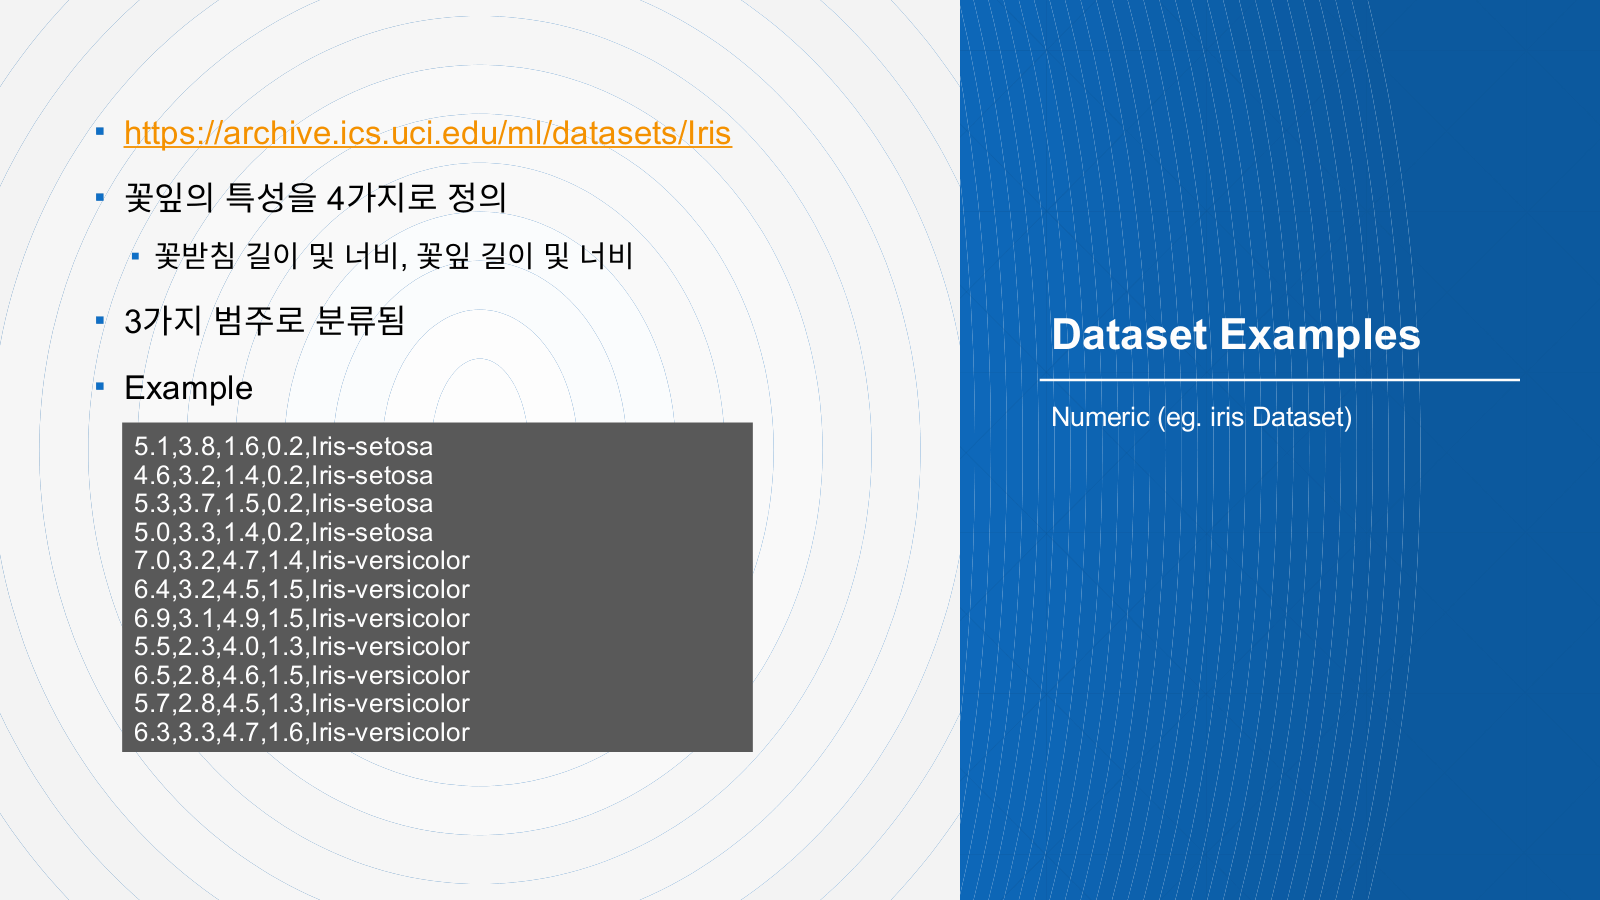 https://archive.ics.uci.edu/ml/datasets/Iris
꽃잎의 특성을 4가지로 정의
꽃받침 길이 및 너비, 꽃잎 길이 및 너비
3가지 범주로 분류됨
Example
5.1,3.8,1.6,0.2,Iris-setosa
4.6,3.2,1.4,0.2,Iris-setosa
5.3,3.7,1.5,0.2,Iris-setosa
5.0,3.3,1.4,0.2,Iris-setosa
7.0,3.2,4.7,1.4,Iris-versicolor
6.4,3.2,4.5,1.5,Iris-versicolor
6.9,3.1,4.9,1.5,Iris-versicolor
5.5,2.3,4.0,1.3,Iris-versicolor
6.5,2.8,4.6,1.5,Iris-versicolor
5.7,2.8,4.5,1.3,Iris-versicolor
6.3,3.3,4.7,1.6,Iris-versicolor
Dataset Examples
Numeric (eg. iris Dataset)